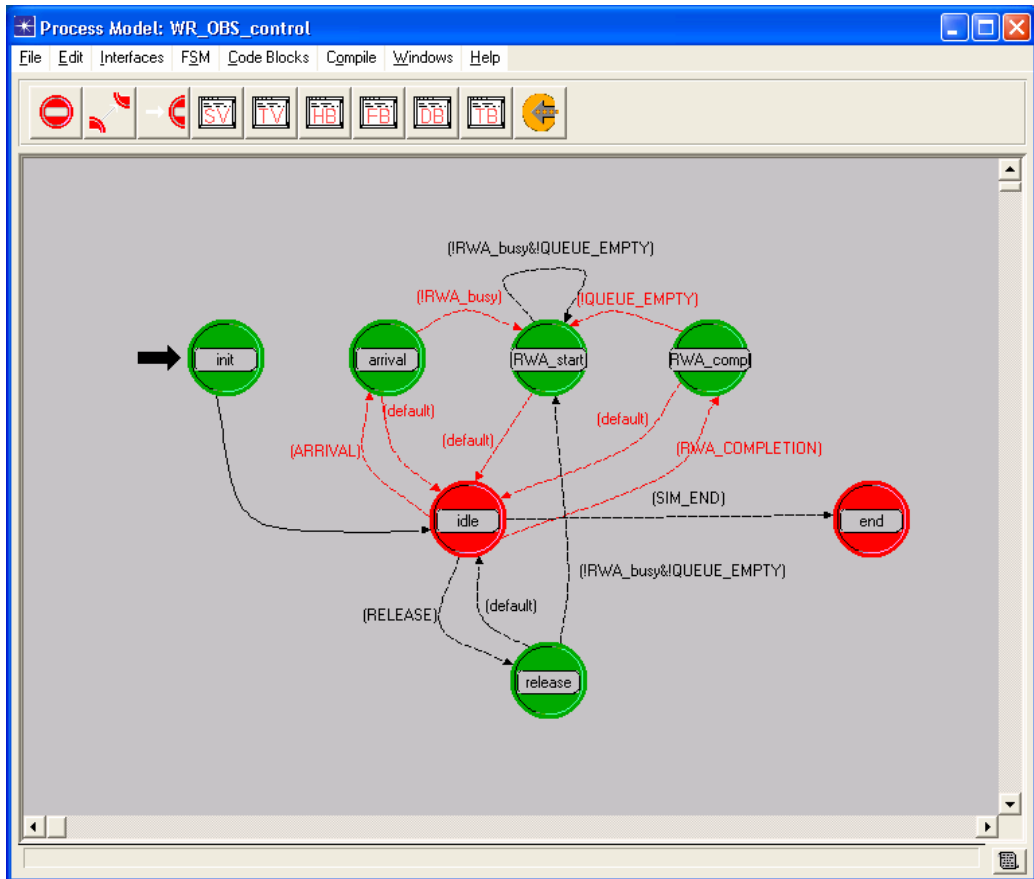 Process Model: WR_OBS_control
File Edit Interfaces FSM Code Blocks Compile Windows Help
SV TV HB FB DB TB
(!RWA_busy&!QUEUE_EMPTY)
(!RWA_busy)
(!QUEUE_EMPTY)
init
arrival
RWA_start
RWA_compl
(default)
(default)
(default)
(ARRIVAL)
(RWA_COMPLETION)
(SIM_END)
idle
end
(!RWA_busy&!QUEUE_EMPTY)
(default)
(RELEASE)
release